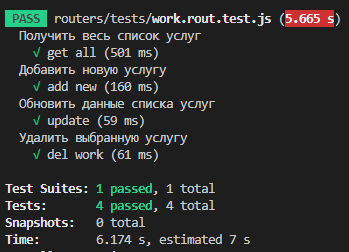 PASS routers/tests/work.rout.test.js (5.665 s)
Получить весь список услуг
√ get all (501 ms)
Добавить новую услугу
√ add new (160 ms)
Обновить данные списка услуг
√ update (59 ms)
Удалить выбранную услугу
√ del work (61 ms)
Test Suites: 1 passed, 1 total
Tests: 4 passed, 4 total
Snapshots: 0 total
Time: 6.174 s, estimated 7 s